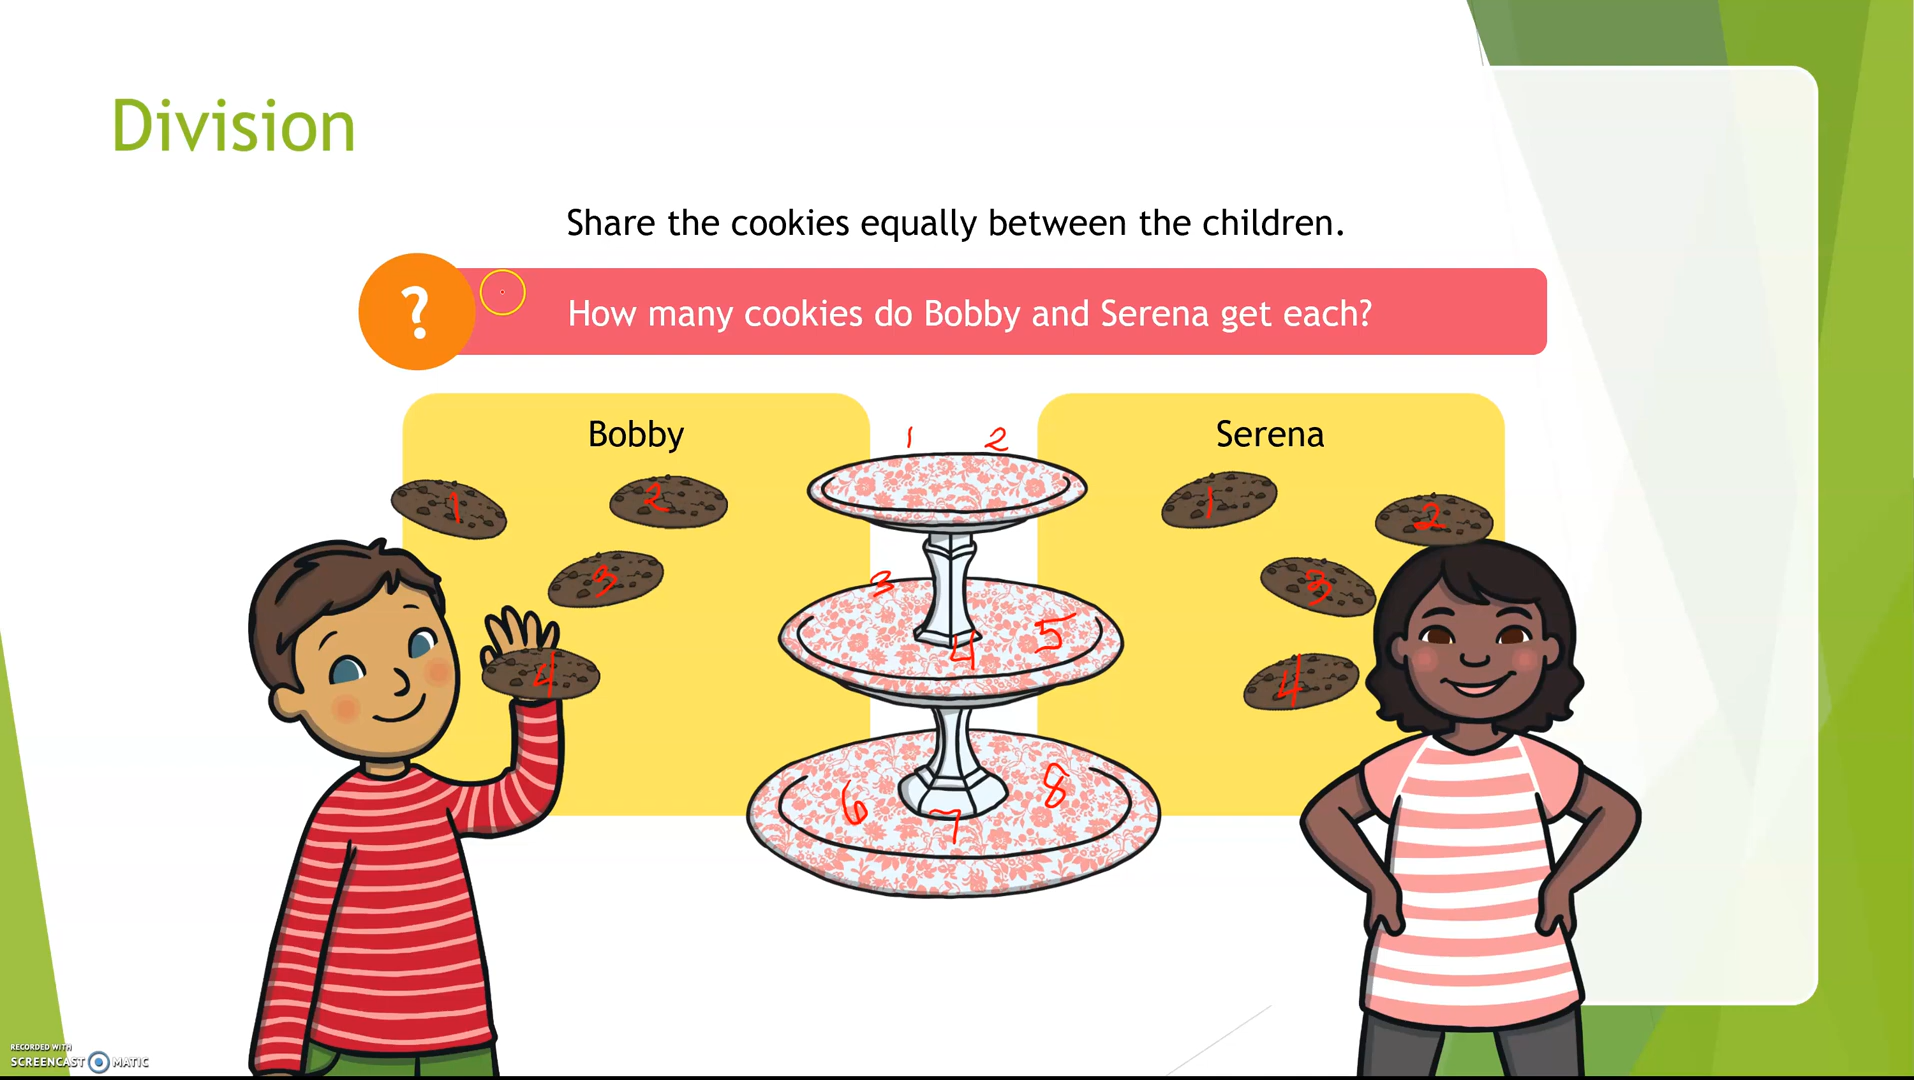 Division
Share the cookies equally between the children.
?
How many cookies do Bobby and Serena get each?
Bobby
Serena
1 2
1 2
3
4
1 2
3
4
3
4 5
6 7 8
RECORDED WITH
SCREENCAST MATIC